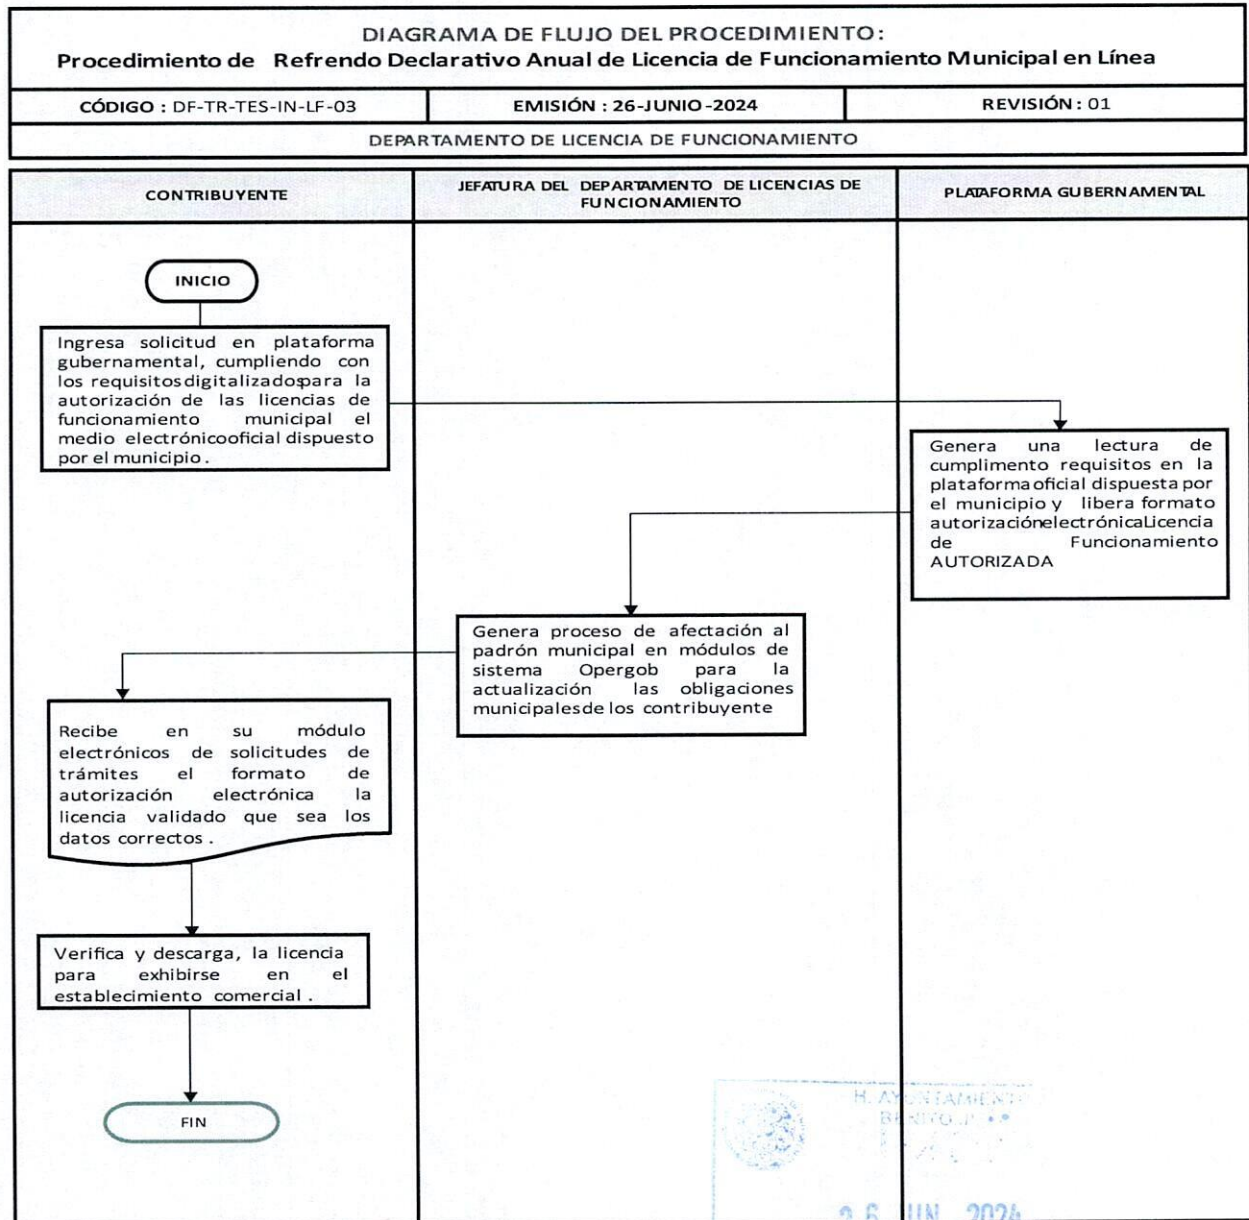 DIAGRAMA DE FLUJO DEL PROCEDIMIENTO:
Procedimiento de Refrendo Declarativo Anual de Licencia de Funcionamiento Municipal en Línea
CÓDIGO : DF-TR-TES-IN-LF-03
EMISIÓN : 26-JUNIO-2024
REVISIÓN : 01
DEPARTAMENTO DE LICENCIA DE FUNCIONAMIENTO
CONTRIBUYENTE
JEFATURA DEL DEPARTAMENTO DE LICENCIAS DE
FUNCIONAMIENTO
PLATAFORMA GUBERNAMENTAL
INICIO
Ingresa solicitud en plataforma
gubernamental, cumpliendo con
los requisitos digitalizados para la
autorización de las licencias de
funcionamiento municipal el
medio electrónico oficial dispuesto
por el municipio.
Genera una lectura de
cumplimento requisitos en la
plataforma oficial dispuesta por
el municipio y libera formato
autorización electrónica Licencia
de Funcionamiento
AUTORIZADA
Genera proceso de afectación al
padrón municipal en módulos de
sistema Opergob para la
actualización las obligaciones
municipales de los contribuyente
Recibe en su módulo
electrónicos de solicitudes de
trámites el formato de
autorización electrónica la
licencia validado que sea los
datos correctos .
Verifica y descarga, la licencia
para exhibirse en el
establecimiento comercial .
FIN
H. AYUNTAMIENTO
BENITO J
26 JUN 2024